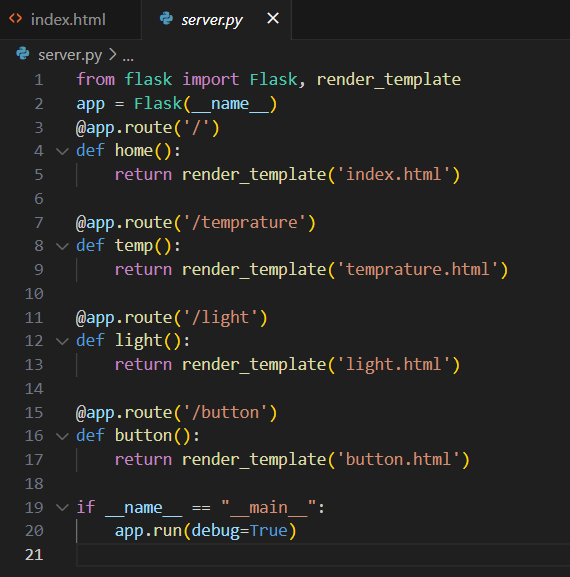 index.html server.py ×
server.py > ...
1 from flask import Flask, render_template
2 app = Flask(__name__)
3 @app.route('/')
4 def home():
5     return render_template('index.html')
6
7 @app.route('/temprature')
8 def temp():
9     return render_template('temprature.html')
10
11 @app.route('/light')
12 def light():
13     return render_template('light.html')
14
15 @app.route('/button')
16 def button():
17     return render_template('button.html')
18
19 if __name__ == "__main__":
20     app.run(debug=True)
21